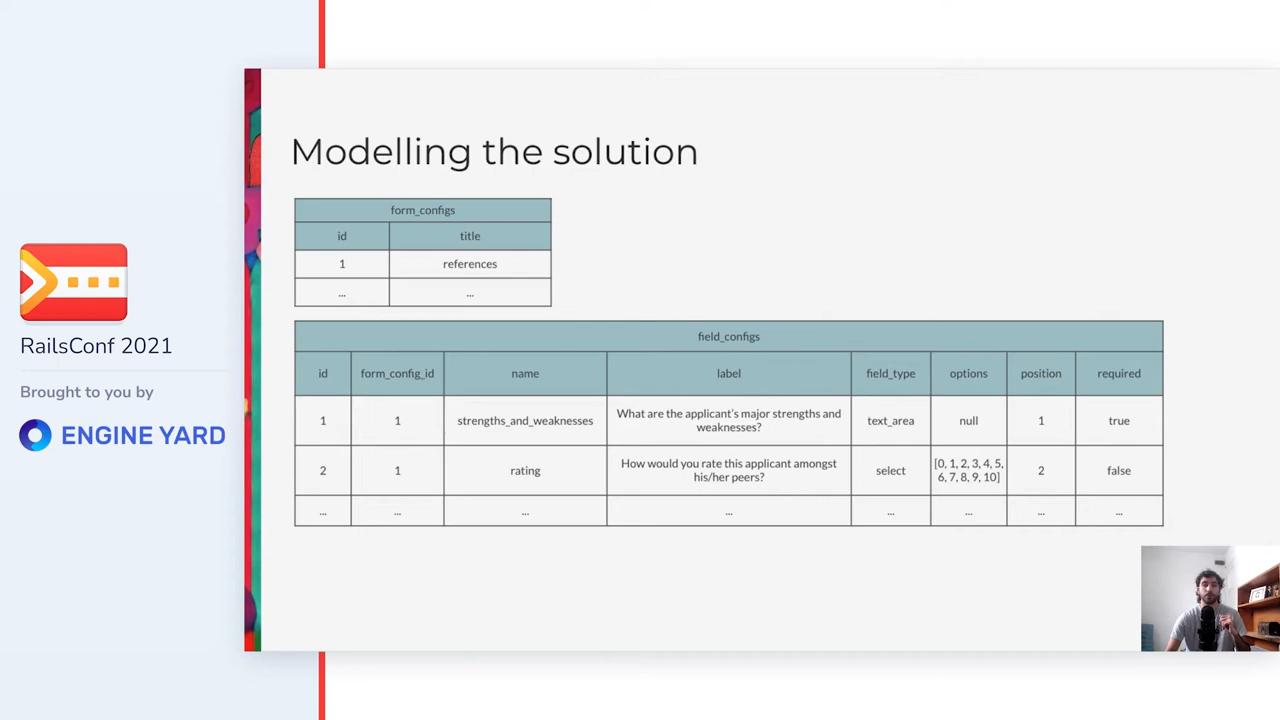 Modelling the solution
form_configs
id title
1 references
... ...
field_configs
id form_config_id name label field_type options position required
1 1 strengths_and_weaknesses What are the applicant's major strengths and weaknesses? text_area null 1 true
2 1 rating How would you rate this applicant amongst his/her peers? select [0, 1, 2, 3, 4, 5, 6, 7, 8, 9, 10] 2 false
... ... ... ... ... ... ... ...
RailsConf 2021
Brought to you by
ENGINE YARD